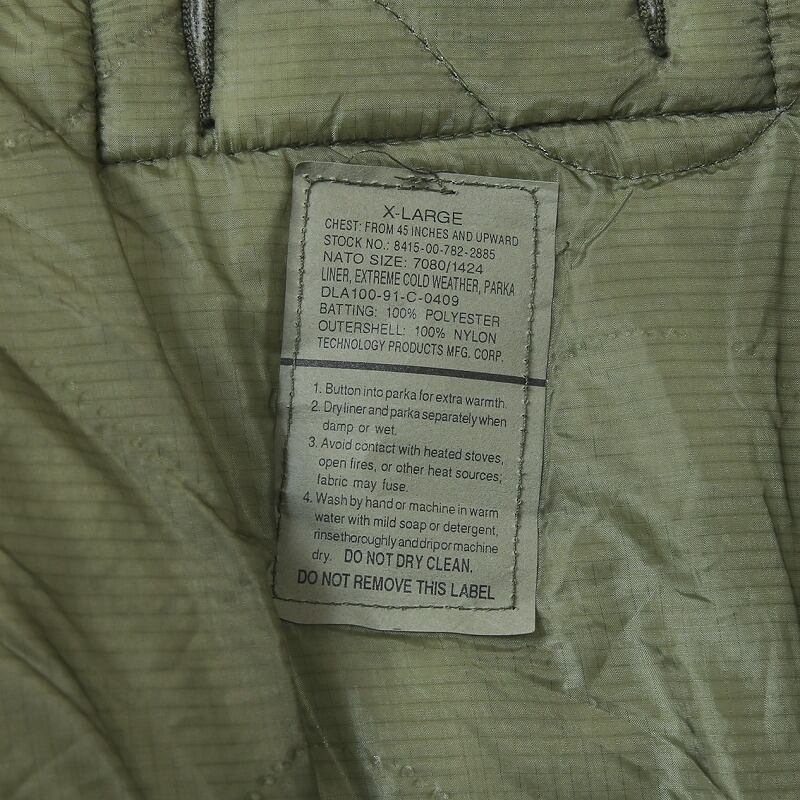 X-LARGE
CHEST: FROM 45 INCHES AND UPWARD
STOCK NO.: 8415-00-782-2885
NATO SIZE: 7080/1424
LINER, EXTREME COLD WEATHER, PARKA
DLA100-91-C-0409
BATTING: 100% POLYESTER
OUTERSHELL: 100% NYLON
TECHNOLOGY PRODUCTS MFG. CORP.
1. Button into parka for extra warmth.
2. Dry liner and parka separately when
damp or wet.
3. Avoid contact with heated stoves,
open fires, or other heat sources;
fabric may fuse.
4. Wash by hand or machine in warm
water with mild soap or detergent,
rinse thoroughly and drip or machine
dry. DO NOT DRY CLEAN.
DO NOT REMOVE THIS LABEL